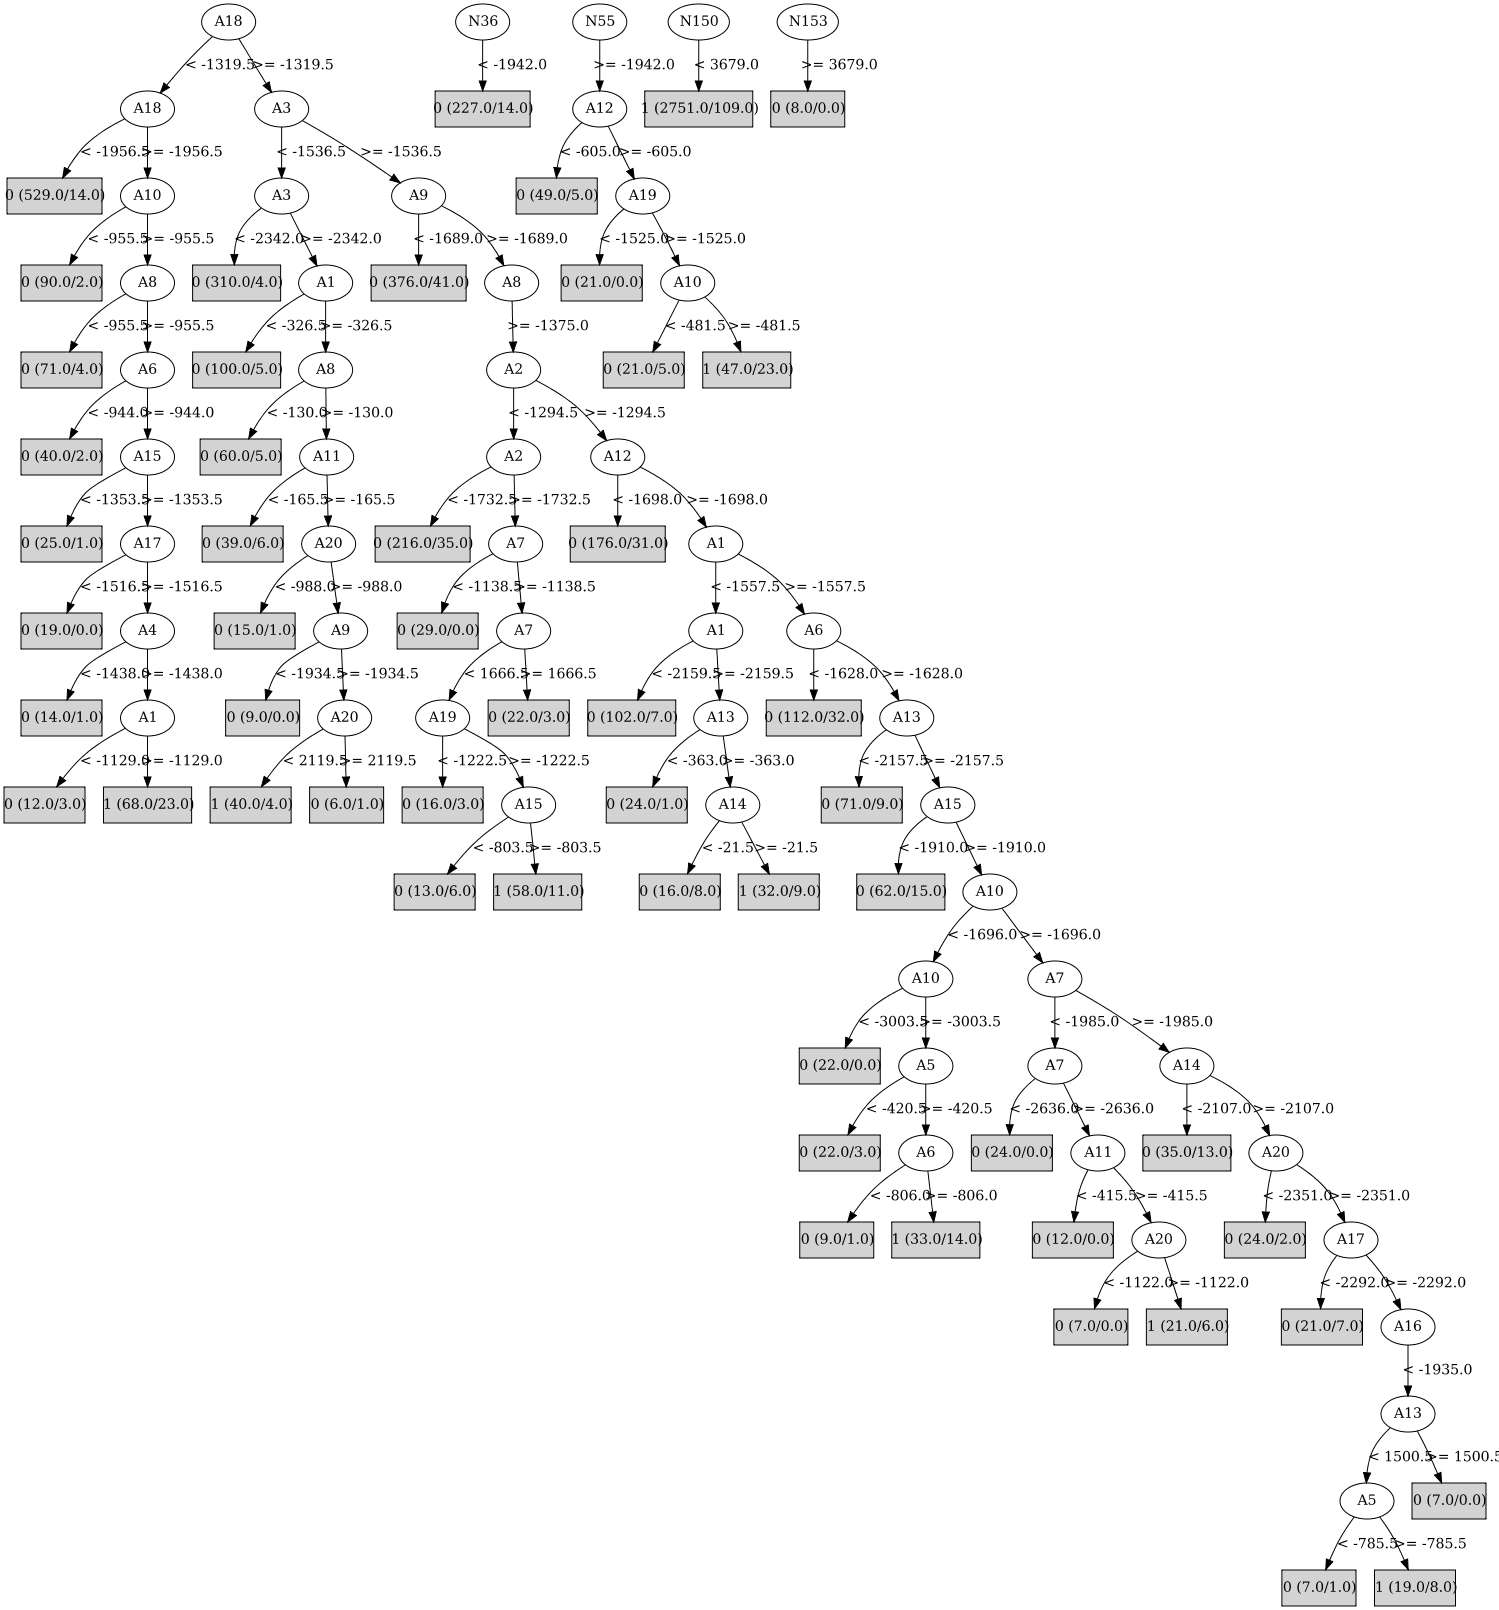 A18 N36 N55 N150 N153
< -1319.5 >= -1319.5 < -1942.0 >= -1942.0 < 3679.0 >= 3679.0
A18 A3 0 (227.0/14.0) A12 1 (2751.0/109.0) 0 (8.0/0.0)
< -1956.5 >= -1956.5 < -1536.5 >= -1536.5 < -605.0 >= -605.0
0 (529.0/14.0) A10 A3 A9 0 (49.0/5.0) A19
< -955.5 >= -955.5 < -2342.0 >= -2342.0 < -1689.0 >= -1689.0 < -1525.0 >= -1525.0
0 (90.0/2.0) A8 0 (310.0/4.0) A1 0 (376.0/41.0) A8 0 (21.0/0.0) A10
< -955.5 >= -955.5 < -326.5 >= -326.5 >= -1375.0 < -481.5 >= -481.5
0 (71.0/4.0) A6 0 (100.0/5.0) A8 A2 0 (21.0/5.0) 1 (47.0/23.0)
< -944.0 >= -944.0 < -130.0 >= -130.0 < -1294.5 >= -1294.5
0 (40.0/2.0) A15 0 (60.0/5.0) A11 A2 A12
< -1353.5 >= -1353.5 < -165.5 >= -165.5 < -1732.5 >= -1732.5 < -1698.0 >= -1698.0
0 (25.0/1.0) A17 0 (39.0/6.0) A20 0 (216.0/35.0) A7 0 (176.0/31.0) A1
< -1516.5 >= -1516.5 < -988.0 >= -988.0 < -1138.5 >= -1138.5 < -1557.5 >= -1557.5
0 (19.0/0.0) A4 0 (15.0/1.0) A9 0 (29.0/0.0) A7 A1 A6
< -1438.0 >= -1438.0 < -1934.5 >= -1934.5 < 1666.5 >= 1666.5 < -2159.5 >= -2159.5 < -1628.0 >= -1628.0
0 (14.0/1.0) A1 0 (9.0/0.0) A20 A19 0 (22.0/3.0) 0 (102.0/7.0) A13 0 (112.0/32.0) A13
< -1129.0 >= -1129.0 < 2119.5 >= 2119.5 < -1222.5 >= -1222.5 < -363.0 >= -363.0 < -2157.5 >= -2157.5
0 (12.0/3.0) 1 (68.0/23.0) 1 (40.0/4.0) 0 (6.0/1.0) 0 (16.0/3.0) A15 0 (24.0/1.0) A14 0 (71.0/9.0) A15
< -803.5 >= -803.5 < -21.5 >= -21.5 < -1910.0 >= -1910.0
0 (13.0/6.0) 1 (58.0/11.0) 0 (16.0/8.0) 1 (32.0/9.0) 0 (62.0/15.0) A10
< -1696.0 >= -1696.0
A10 A7
< -3003.5 >= -3003.5 < -1985.0 >= -1985.0
0 (22.0/0.0) A5 A7 A14
< -420.5 >= -420.5 < -2636.0 >= -2636.0 < -2107.0 >= -2107.0
0 (22.0/3.0) A6 0 (24.0/0.0) A11 0 (35.0/13.0) A20
< -806.0 >= -806.0 < -415.5 >= -415.5 < -2351.0 >= -2351.0
0 (9.0/1.0) 1 (33.0/14.0) 0 (12.0/0.0) A20 0 (24.0/2.0) A17
< -1122.0 >= -1122.0 < -2292.0 >= -2292.0
0 (7.0/0.0) 1 (21.0/6.0) 0 (21.0/7.0) A16
< -1935.0
A13
< 1500.5 >= 1500.5
A5 0 (7.0/0.0)
< -785.5 >= -785.5
0 (7.0/1.0) 1 (19.0/8.0)